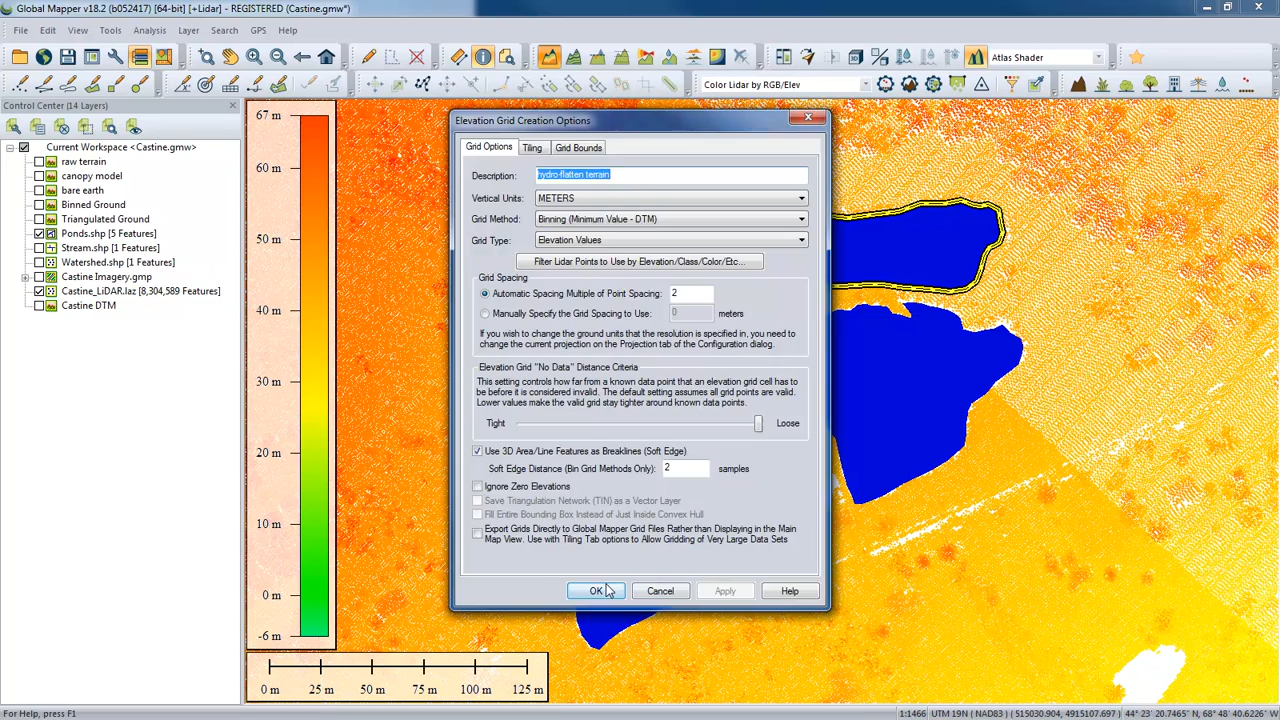 Global Mapper v18.2 (b052417) [64-bit] [+Lidar] - REGISTERED (Castine.gmw*)
File Edit View Tools Analysis Layer Search GPS Help
Atlas Shader
Color Lidar by RGB/Elev
Control Center (14 Layers)
Current Workspace <Castine.gmw>
raw terrain
canopy model
bare earth
Binned Ground
Triangulated Ground
Ponds.shp [5 Features]
Stream.shp [1 Features]
Watershed.shp [1 Features]
Castine Imagery.gmp
Castine_LiDAR.laz [8,304,589 Features]
Castine DTM
67 m
60 m
50 m
40 m
30 m
20 m
10 m
0 m
-6 m
0 m 25 m 50 m 75 m 100 m 125 m
Elevation Grid Creation Options
Grid Options Tiling Grid Bounds
Description: hydro-flatten terrain
Vertical Units: METERS
Grid Method: Binning (Minimum Value - DTM)
Grid Type: Elevation Values
Filter Lidar Points to Use by Elevation/Class/Color/Etc...
Grid Spacing
Automatic Spacing Multiple of Point Spacing: 2
Manually Specify the Grid Spacing to Use: 0 meters
If you wish to change the ground units that the resolution is specified in, you need to
change the current projection on the Projection tab of the Configuration dialog.
Elevation Grid "No Data" Distance Criteria
This setting controls how far from a known data point that an elevation grid cell has to
be before it is considered invalid. The default setting assumes all grid points are valid.
Lower values make the valid grid stay tighter around known data points.
Tight Loose
Use 3D Area/Line Features as Breaklines (Soft Edge)
Soft Edge Distance (Bin Grid Methods Only): 2 samples
Ignore Zero Elevations
Save Triangulation Network (TIN) as a Vector Layer
Fill Entire Bounding Box Instead of Just Inside Convex Hull
Export Grids Directly to Global Mapper Grid Files Rather than Displaying in the Main
Map View. Use with Tiling Tab options to Allow Gridding of Very Large Data Sets
OK Cancel Apply Help
For Help, press F1
1:1466 UTM 19N (NAD83) ( 515030.904, 4915107.697) 44° 23' 20.7465" N, 68° 48' 40.6226" W